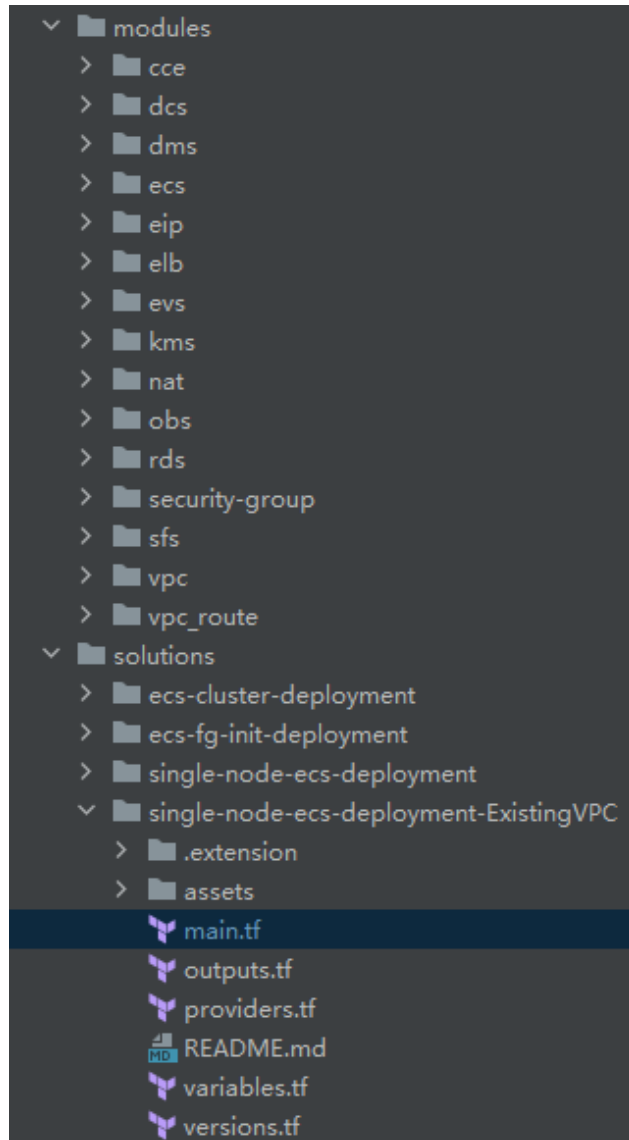 modules
cce
dcs
dms
ecs
eip
elb
evs
kms
nat
obs
rds
security-group
sfs
vpc
vpc_route
solutions
ecs-cluster-deployment
ecs-fg-init-deployment
single-node-ecs-deployment
single-node-ecs-deployment-ExistingVPC
.extension
assets
main.tf
outputs.tf
providers.tf
MD README.md
variables.tf
versions.tf